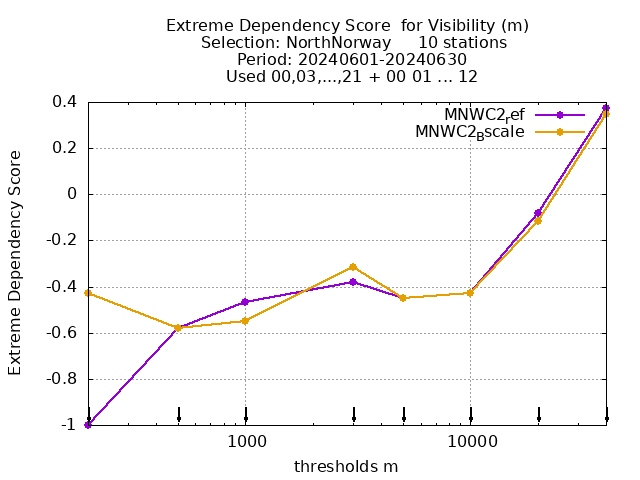 Extreme Dependency Score for Visibility (m)
Selection: NorthNorway 10 stations
Period: 20240601-20240630
Used 00,03,...,21 + 00 01 ... 12
MNWC2ref
MNWC2Bscale
Extreme Dependency Score
0.4
0.2
0
-0.2
-0.4
-0.6
-0.8
-1
1000 10000
thresholds m